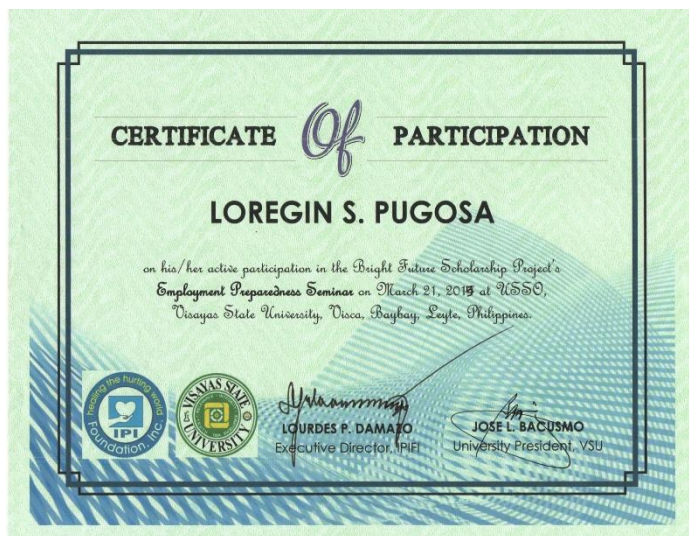 CERTIFICATE Of PARTICIPATION
LOREGIN S. PUGOSA
on his/her active participation in the Bright Future Scholarship Project's
Employment Preparedness Seminar on March 21, at USSO,
Visayas State University, Visca, Baybay, Leyte, Philippines.
healing the hurting world
IPI
Foundation, Inc.
VISAYAS STATE
UNIVERSITY
LOURDES P. DAMAZO
Executive Director, IPIFI
JOSE L. BACUSMO
University President, VSU